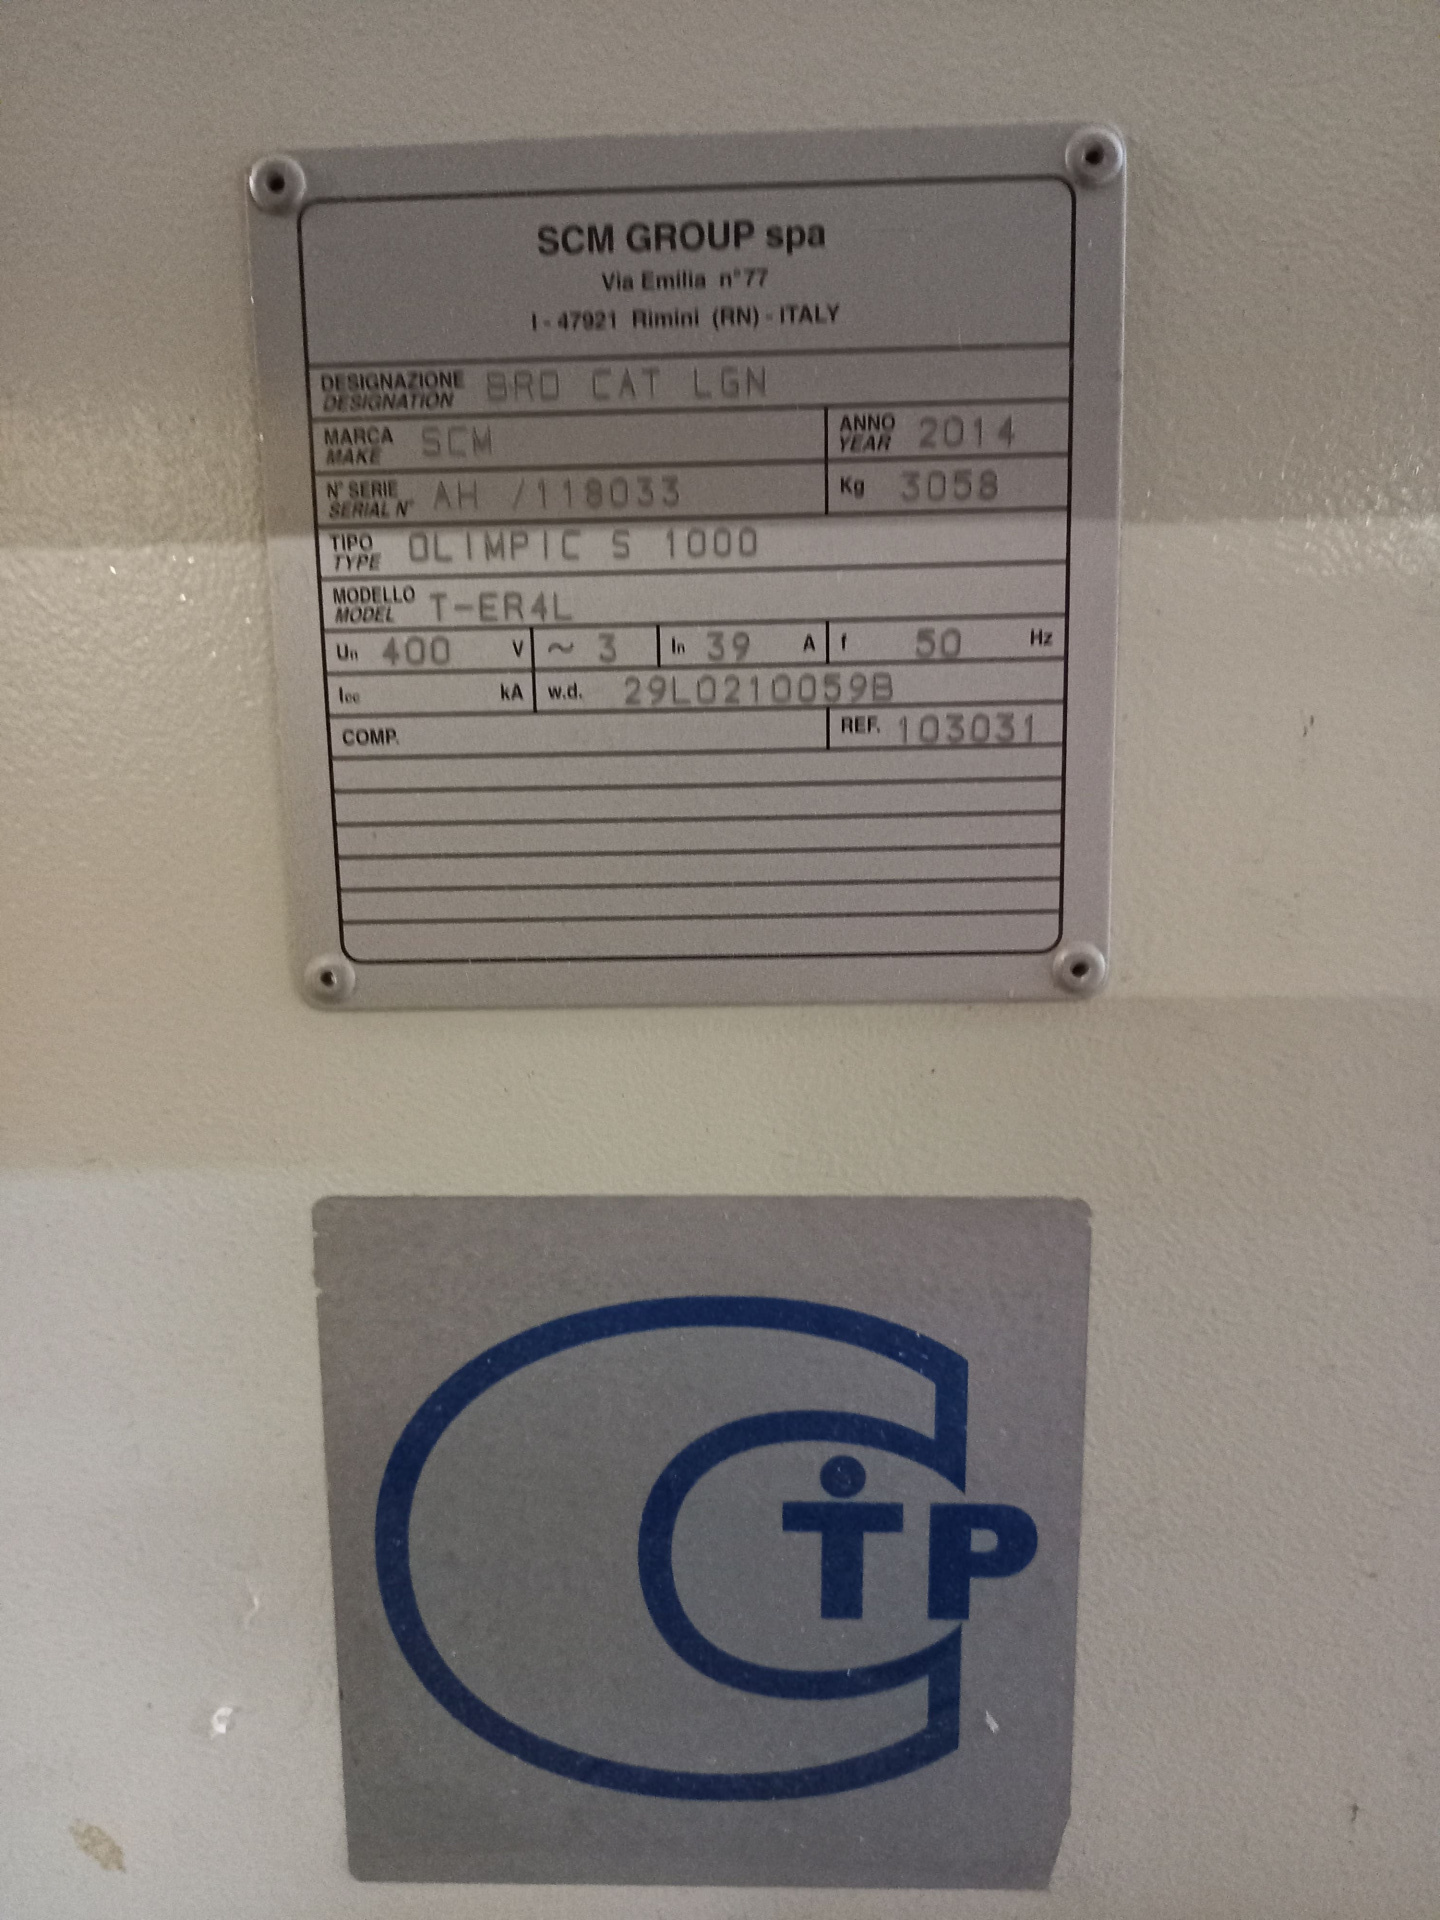 SCM GROUP spa
Via Emilia n°77
I - 47921 Rimini (RN) - ITALY
DESIGNAZIONE
DESIGNATION BRD CAT LGN
MARCA
MAKE SCM
ANNO
YEAR 2014
N° SERIE
SERIAL N° AH /118033
Kg 3058
TIPO
TYPE OLIMPIC S 1000
MODELLO
MODEL T-ER4L
Un 400 V ~ 3 In 39 A f 50 Hz
Icc kA w.d. 29L0210059B
COMP. REF. 103031
TP